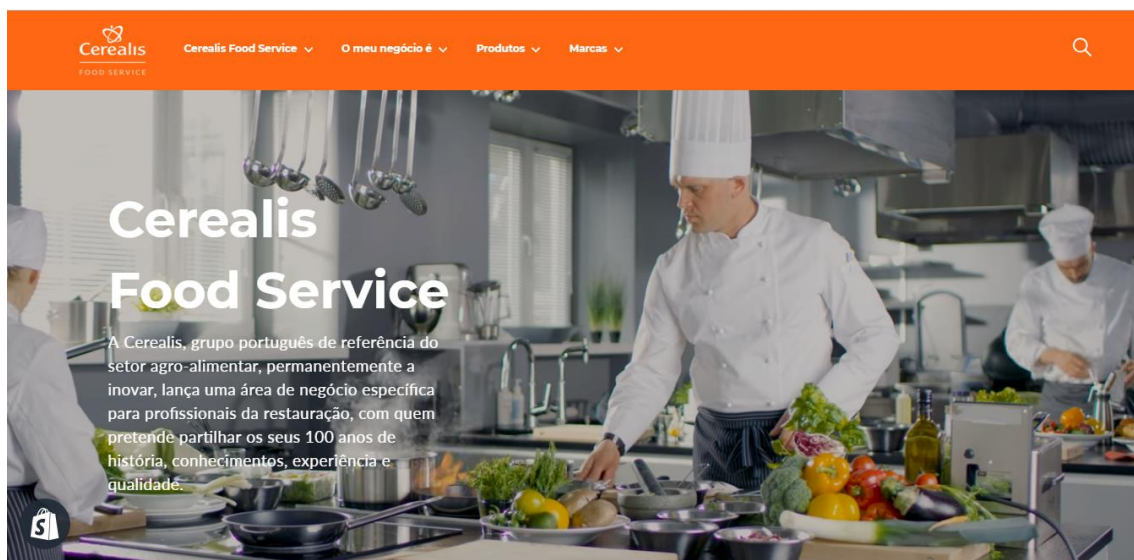 Cerealis
FOOD SERVICE
Cerealis Food Service
O meu negócio é
Produtos
Marcas
Cerealis
Food Service
A Cerealis, grupo português de referência do
setor agro-alimentar, permanentemente a
inovar, lança uma área de negócio específica
para profissionais da restauração, com quem
pretende partilhar os seus 100 anos de
história, conhecimentos, experiência e
qualidade.